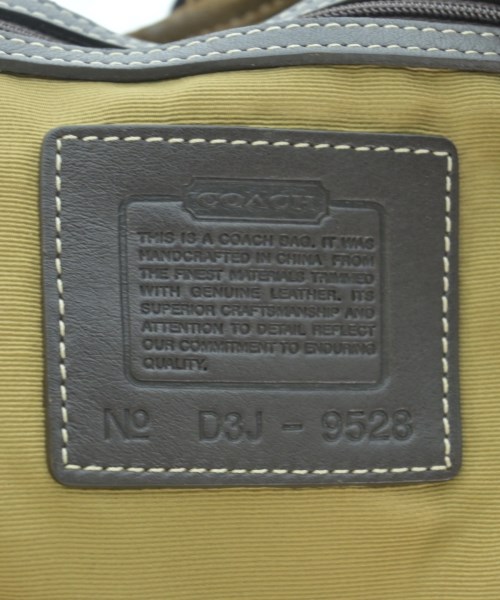 COACH
THIS IS A COACH BAG. IT WAS
HANDCRAFTED IN CHINA FROM
THE FINEST MATERIALS TRIMMED
WITH GENUINE LEATHER. ITS
SUPERIOR CRAFTSMANSHIP AND
ATTENTION TO DETAIL REFLECT
OUR COMMITMENT TO ENDURING
QUALITY.
Nº D3J - 9528